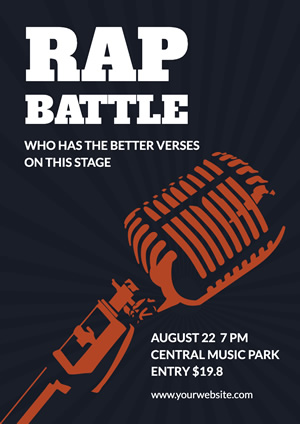 RAP
BATTLE
WHO HAS THE BETTER VERSES
ON THIS STAGE
AUGUST 22 7 PM
CENTRAL MUSIC PARK
ENTRY $19.8
www.yourwebsite.com